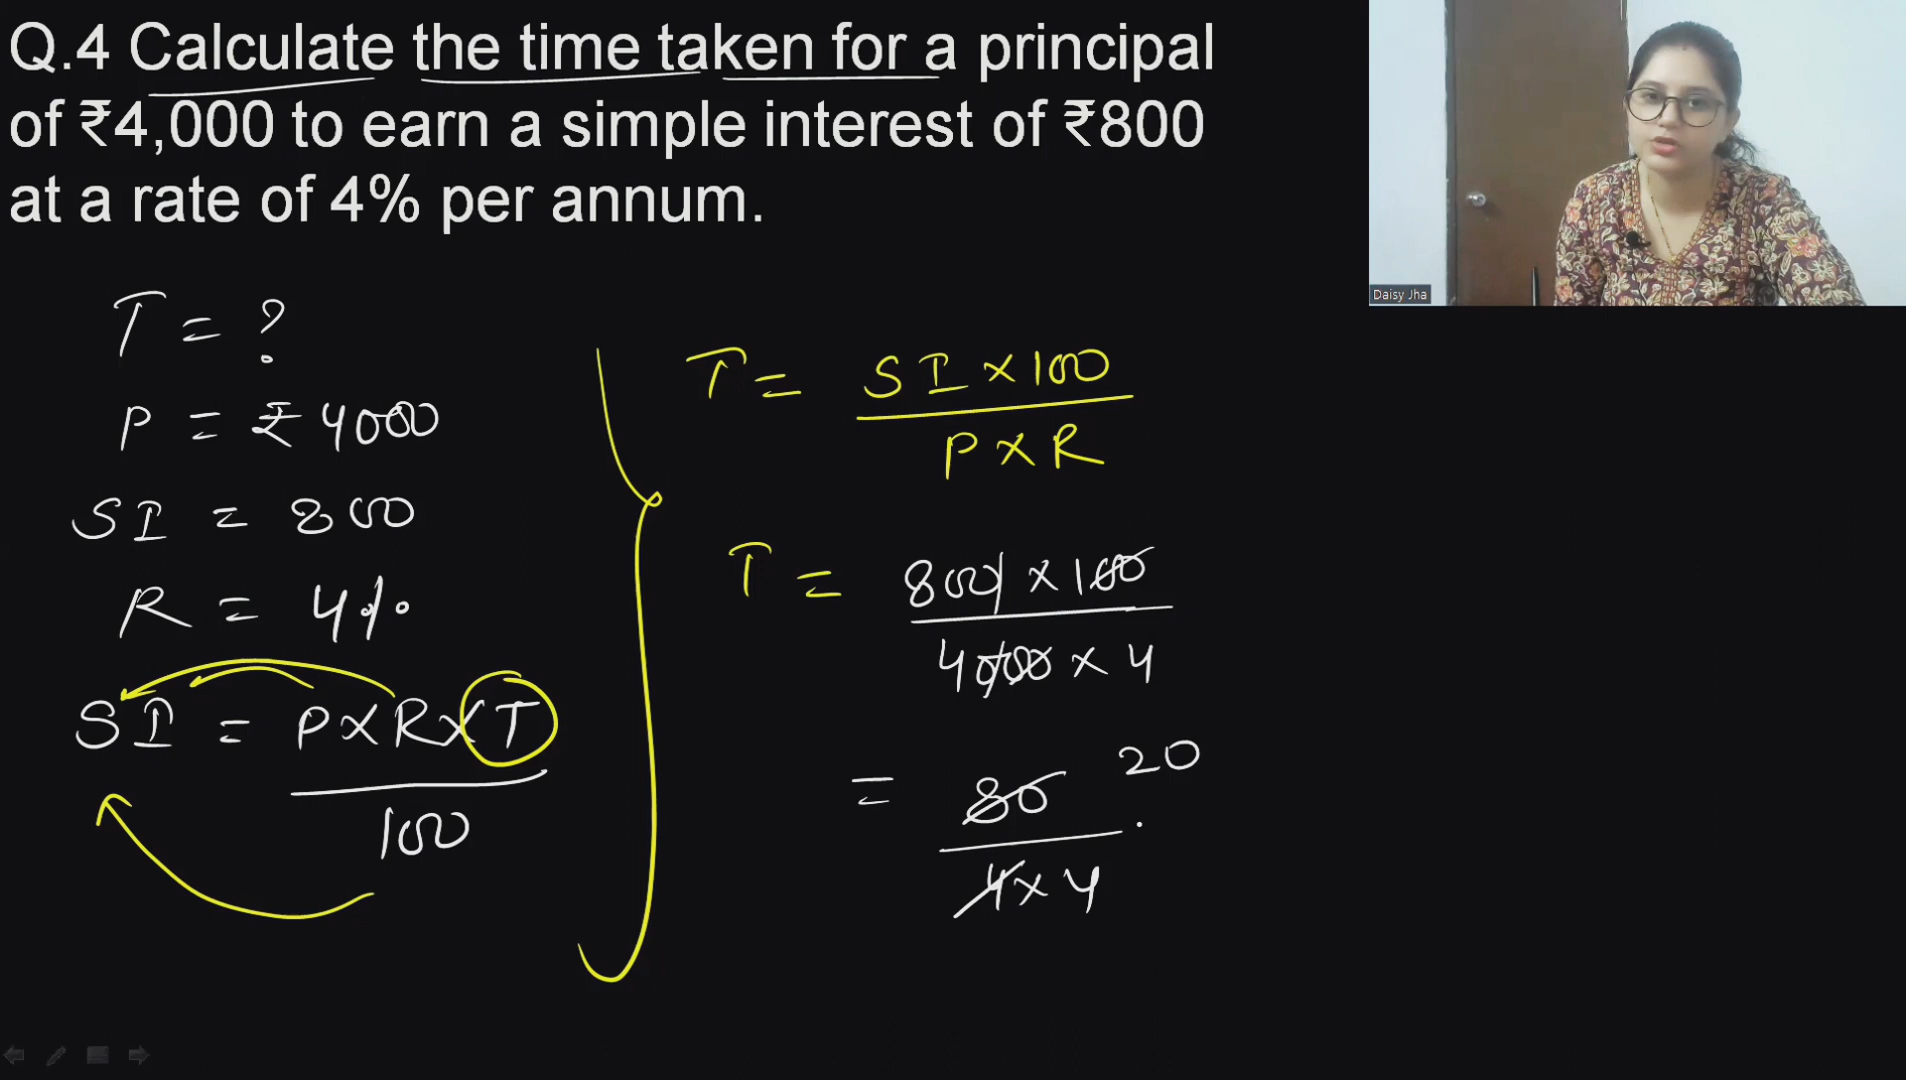 Q.4 Calculate the time taken for a principal
of ₹4,000 to earn a simple interest of ₹800
at a rate of 4% per annum.
Daisy Jha
T = ?
P = ₹ 4000
SI = 800
R = 4%
SI = P×R×T
100
T = SI×100
P×R
T = 800×100
4000×4
= 80 20
4×4